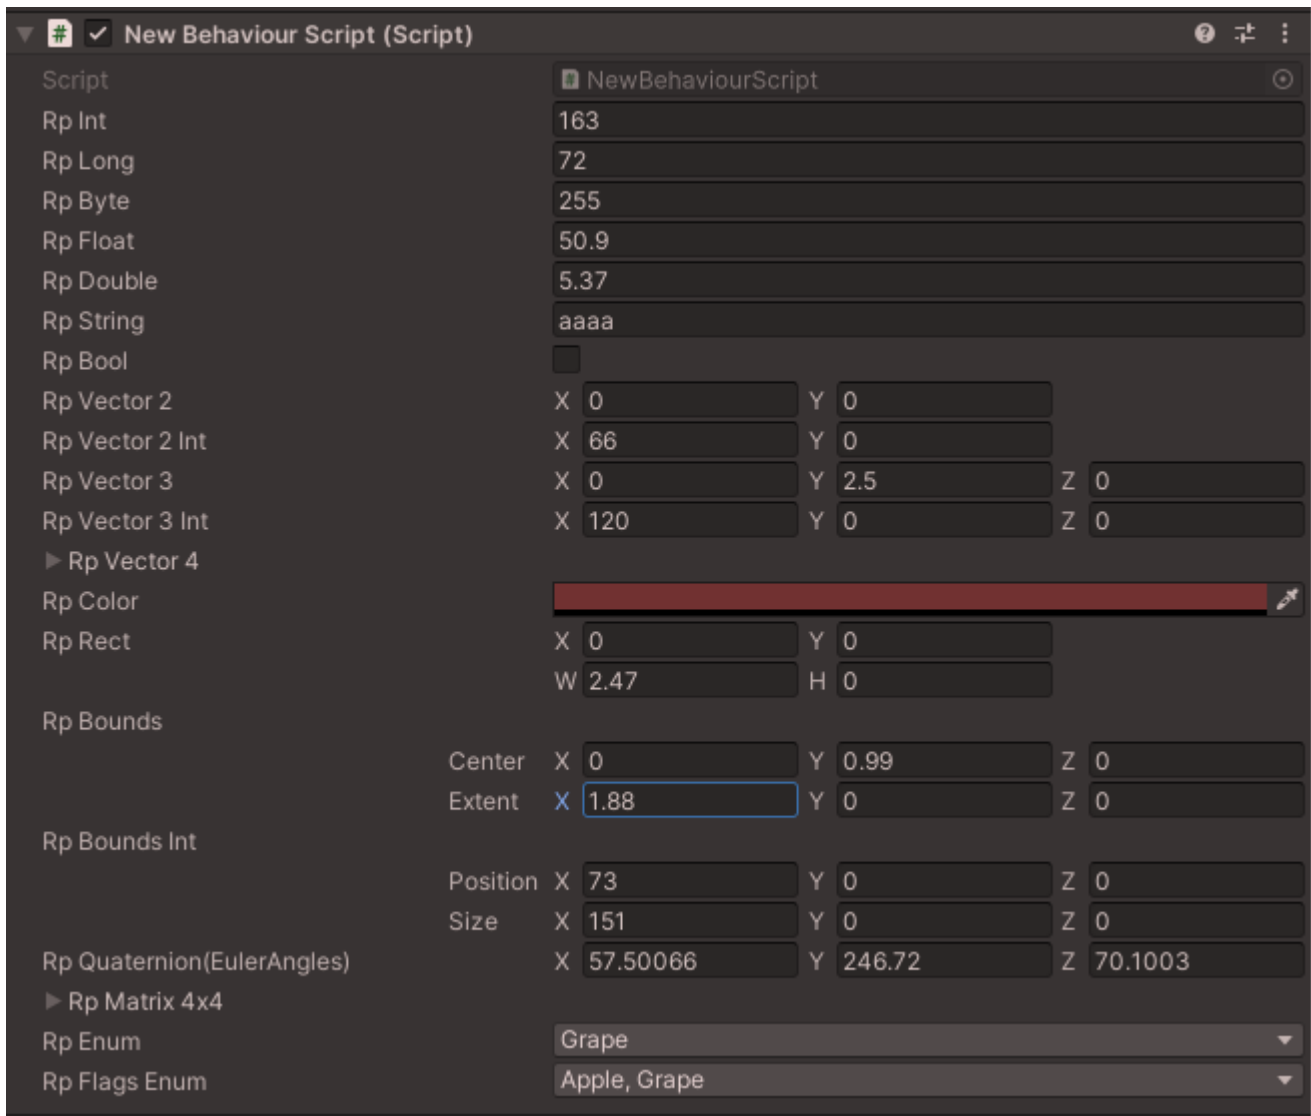 # New Behaviour Script (Script)
Script # NewBehaviourScript
Rp Int 163
Rp Long 72
Rp Byte 255
Rp Float 50.9
Rp Double 5.37
Rp String aaaa
Rp Bool
Rp Vector 2 X 0 Y 0
Rp Vector 2 Int X 66 Y 0
Rp Vector 3 X 0 Y 2.5 Z 0
Rp Vector 3 Int X 120 Y 0 Z 0
Rp Vector 4
Rp Color
Rp Rect X 0 Y 0
W 2.47 H 0
Rp Bounds
Center X 0 Y 0.99 Z 0
Extent X 1.88 Y 0 Z 0
Rp Bounds Int
Position X 73 Y 0 Z 0
Size X 151 Y 0 Z 0
Rp Quaternion(EulerAngles) X 57.50066 Y 246.72 Z 70.1003
Rp Matrix 4x4
Rp Enum Grape
Rp Flags Enum Apple, Grape